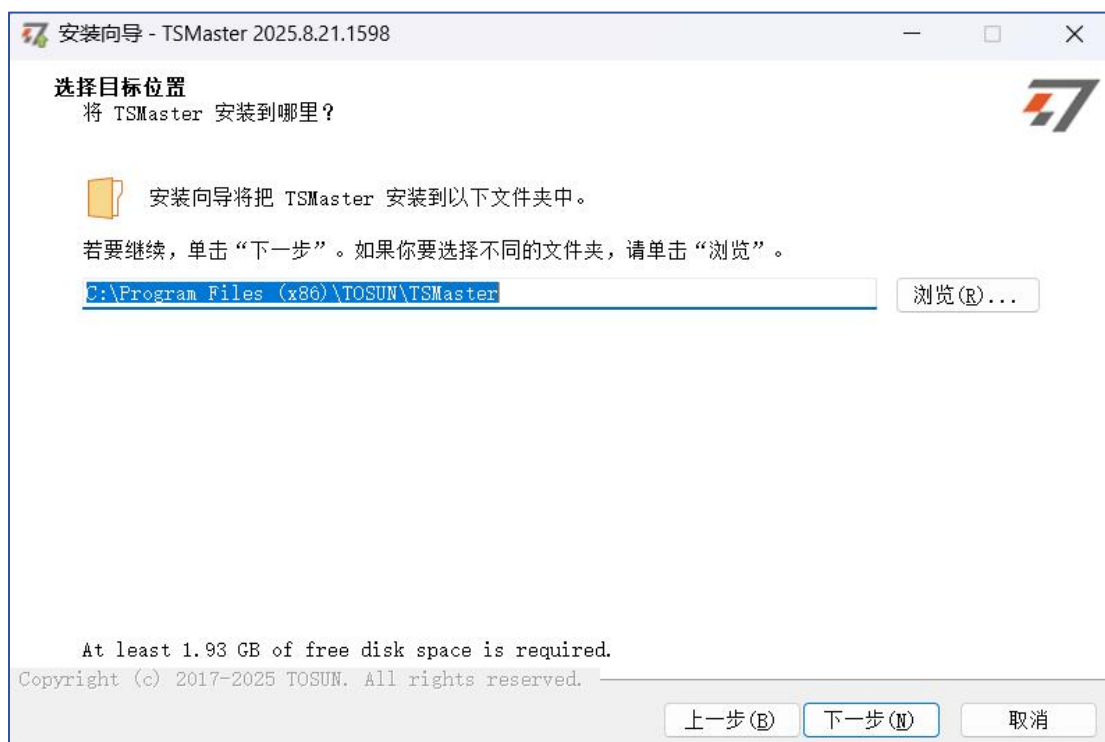 安装向导 - TSMaster 2025.8.21.1598
选择目标位置
将 TSMaster 安装到哪里？
安装向导将把 TSMaster 安装到以下文件夹中。
若要继续，单击“下一步”。如果你要选择不同的文件夹，请单击“浏览”。
C:\Program Files (x86)\TOSUN\TSMaster
浏览(R)...
At least 1.93 GB of free disk space is required.
Copyright (c) 2017-2025 TOSUN. All rights reserved.
上一步(B) 下一步(N) 取消